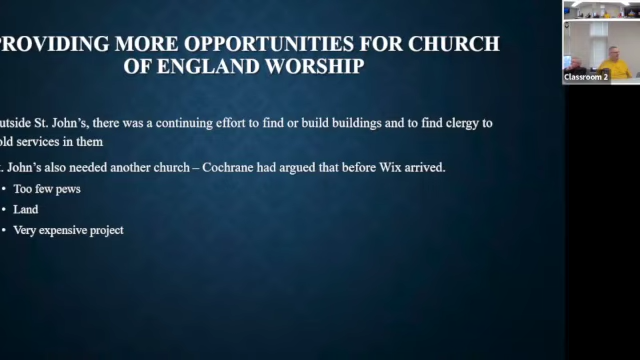 PROVIDING MORE OPPORTUNITIES FOR CHURCH
OF ENGLAND WORSHIP
utside St. John's, there was a continuing effort to find or build buildings and to find clergy to
old services in them
t. John's also needed another church – Cochrane had argued that before Wix arrived.
• Too few pews
• Land
• Very expensive project
Classroom 2